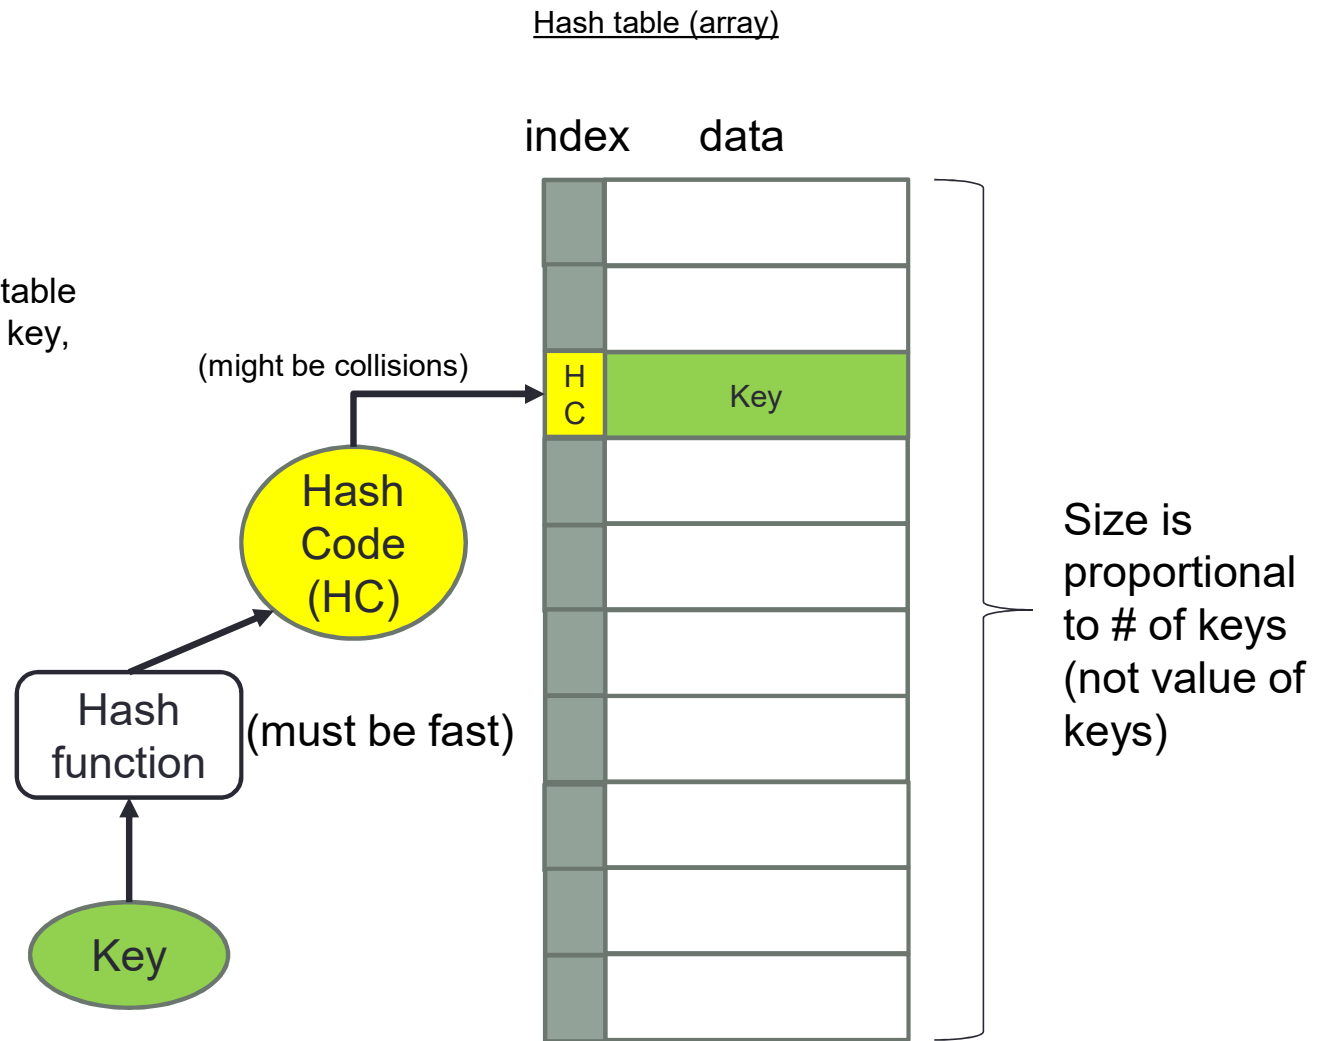 Hash table (array)
index data
table
key,
(might be collisions)
H
C
Key
Hash
Code
(HC)
Size is
proportional
to # of keys
(not value of
keys)
Hash
function
(must be fast)
Key